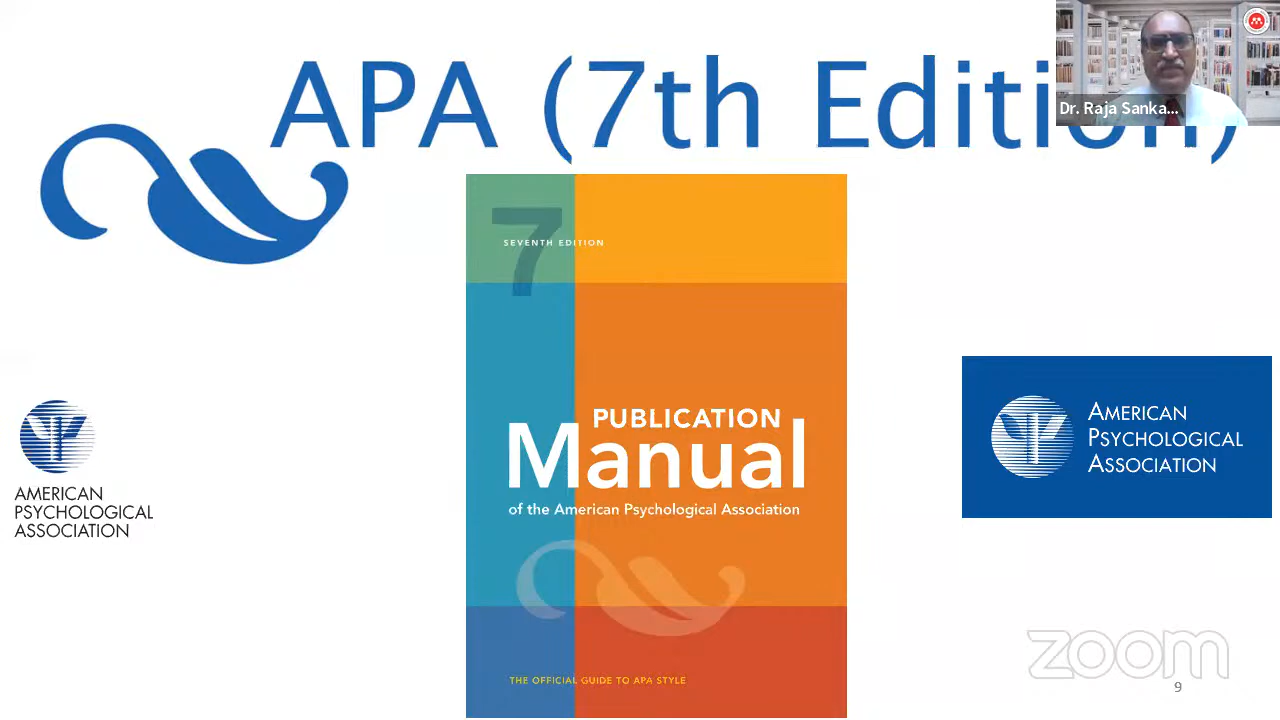 APA (7th Edition)
Dr. Raja Sanka...
7
SEVENTH EDITION
PUBLICATION
Manual
of the American Psychological Association
THE OFFICIAL GUIDE TO APA STYLE
AMERICAN
PSYCHOLOGICAL
ASSOCIATION
AMERICAN
PSYCHOLOGICAL
ASSOCIATION
zoom
9